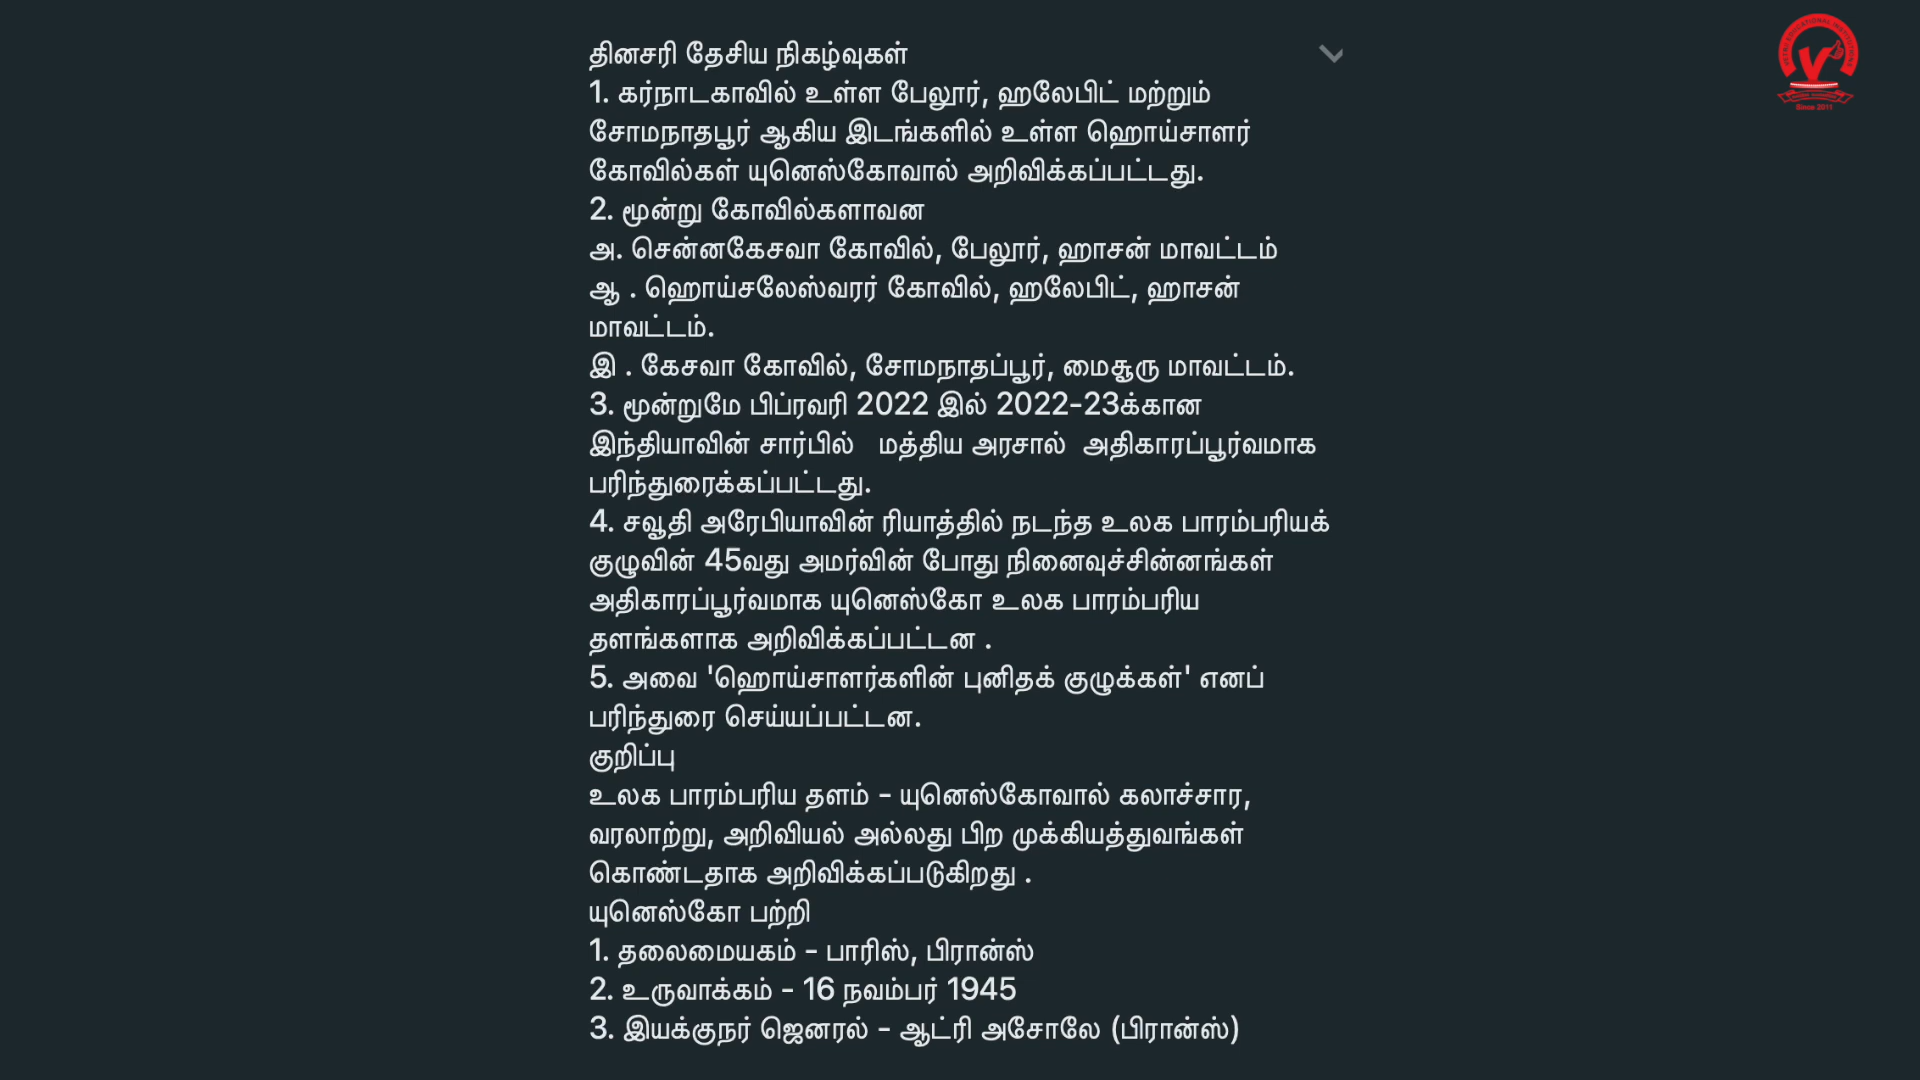 தினசரி தேசிய நிகழ்வுகள்
1. கர்நாடகாவில் உள்ள பேலூர், ஹலேபிட் மற்றும்
சோமநாதபூர் ஆகிய இடங்களில் உள்ள ஹொய்சாளர்
கோவில்கள் யுனெஸ்கோவால் அறிவிக்கப்பட்டது.
2. மூன்று கோவில்களாவன
அ. சென்னகேசவா கோவில், பேலூர், ஹாசன் மாவட்டம்
ஆ . ஹொய்சலேஸ்வரர் கோவில், ஹலேபிட், ஹாசன்
மாவட்டம்.
இ . கேசவா கோவில், சோமநாதப்பூர், மைசூரு மாவட்டம்.
3. மூன்றுமே பிப்ரவரி 2022 இல் 2022-23க்கான
இந்தியாவின் சார்பில் மத்திய அரசால் அதிகாரப்பூர்வமாக
பரிந்துரைக்கப்பட்டது.
4. சவூதி அரேபியாவின் ரியாத்தில் நடந்த உலக பாரம்பரியக்
குழுவின் 45வது அமர்வின் போது நினைவுச்சின்னங்கள்
அதிகாரப்பூர்வமாக யுனெஸ்கோ உலக பாரம்பரிய
தளங்களாக அறிவிக்கப்பட்டன .
5. அவை 'ஹொய்சாளர்களின் புனிதக் குழுக்கள்' எனப்
பரிந்துரை செய்யப்பட்டன.
குறிப்பு
உலக பாரம்பரிய தளம் - யுனெஸ்கோவால் கலாச்சார,
வரலாற்று, அறிவியல் அல்லது பிற முக்கியத்துவங்கள்
கொண்டதாக அறிவிக்கப்படுகிறது .
யுனெஸ்கோ பற்றி
1. தலைமையகம் - பாரிஸ், பிரான்ஸ்
2. உருவாக்கம் - 16 நவம்பர் 1945
3. இயக்குநர் ஜெனரல் - ஆட்ரி அசோலே (பிரான்ஸ்)
Since 2011